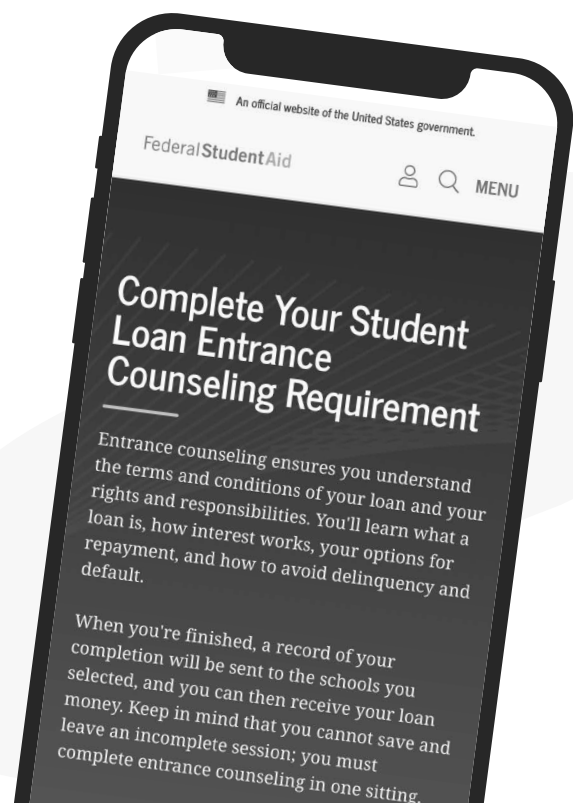 An official website of the United States government.
FederalStudentAid
MENU
Complete Your Student
Loan Entrance
Counseling Requirement
Entrance counseling ensures you understand
the terms and conditions of your loan and your
rights and responsibilities. You'll learn what a
loan is, how interest works, your options for
repayment, and how to avoid delinquency and
default.
When you're finished, a record of your
completion will be sent to the schools you
selected, and you can then receive your loan
money. Keep in mind that you cannot save and
leave an incomplete session; you must
complete entrance counseling in one sitting.